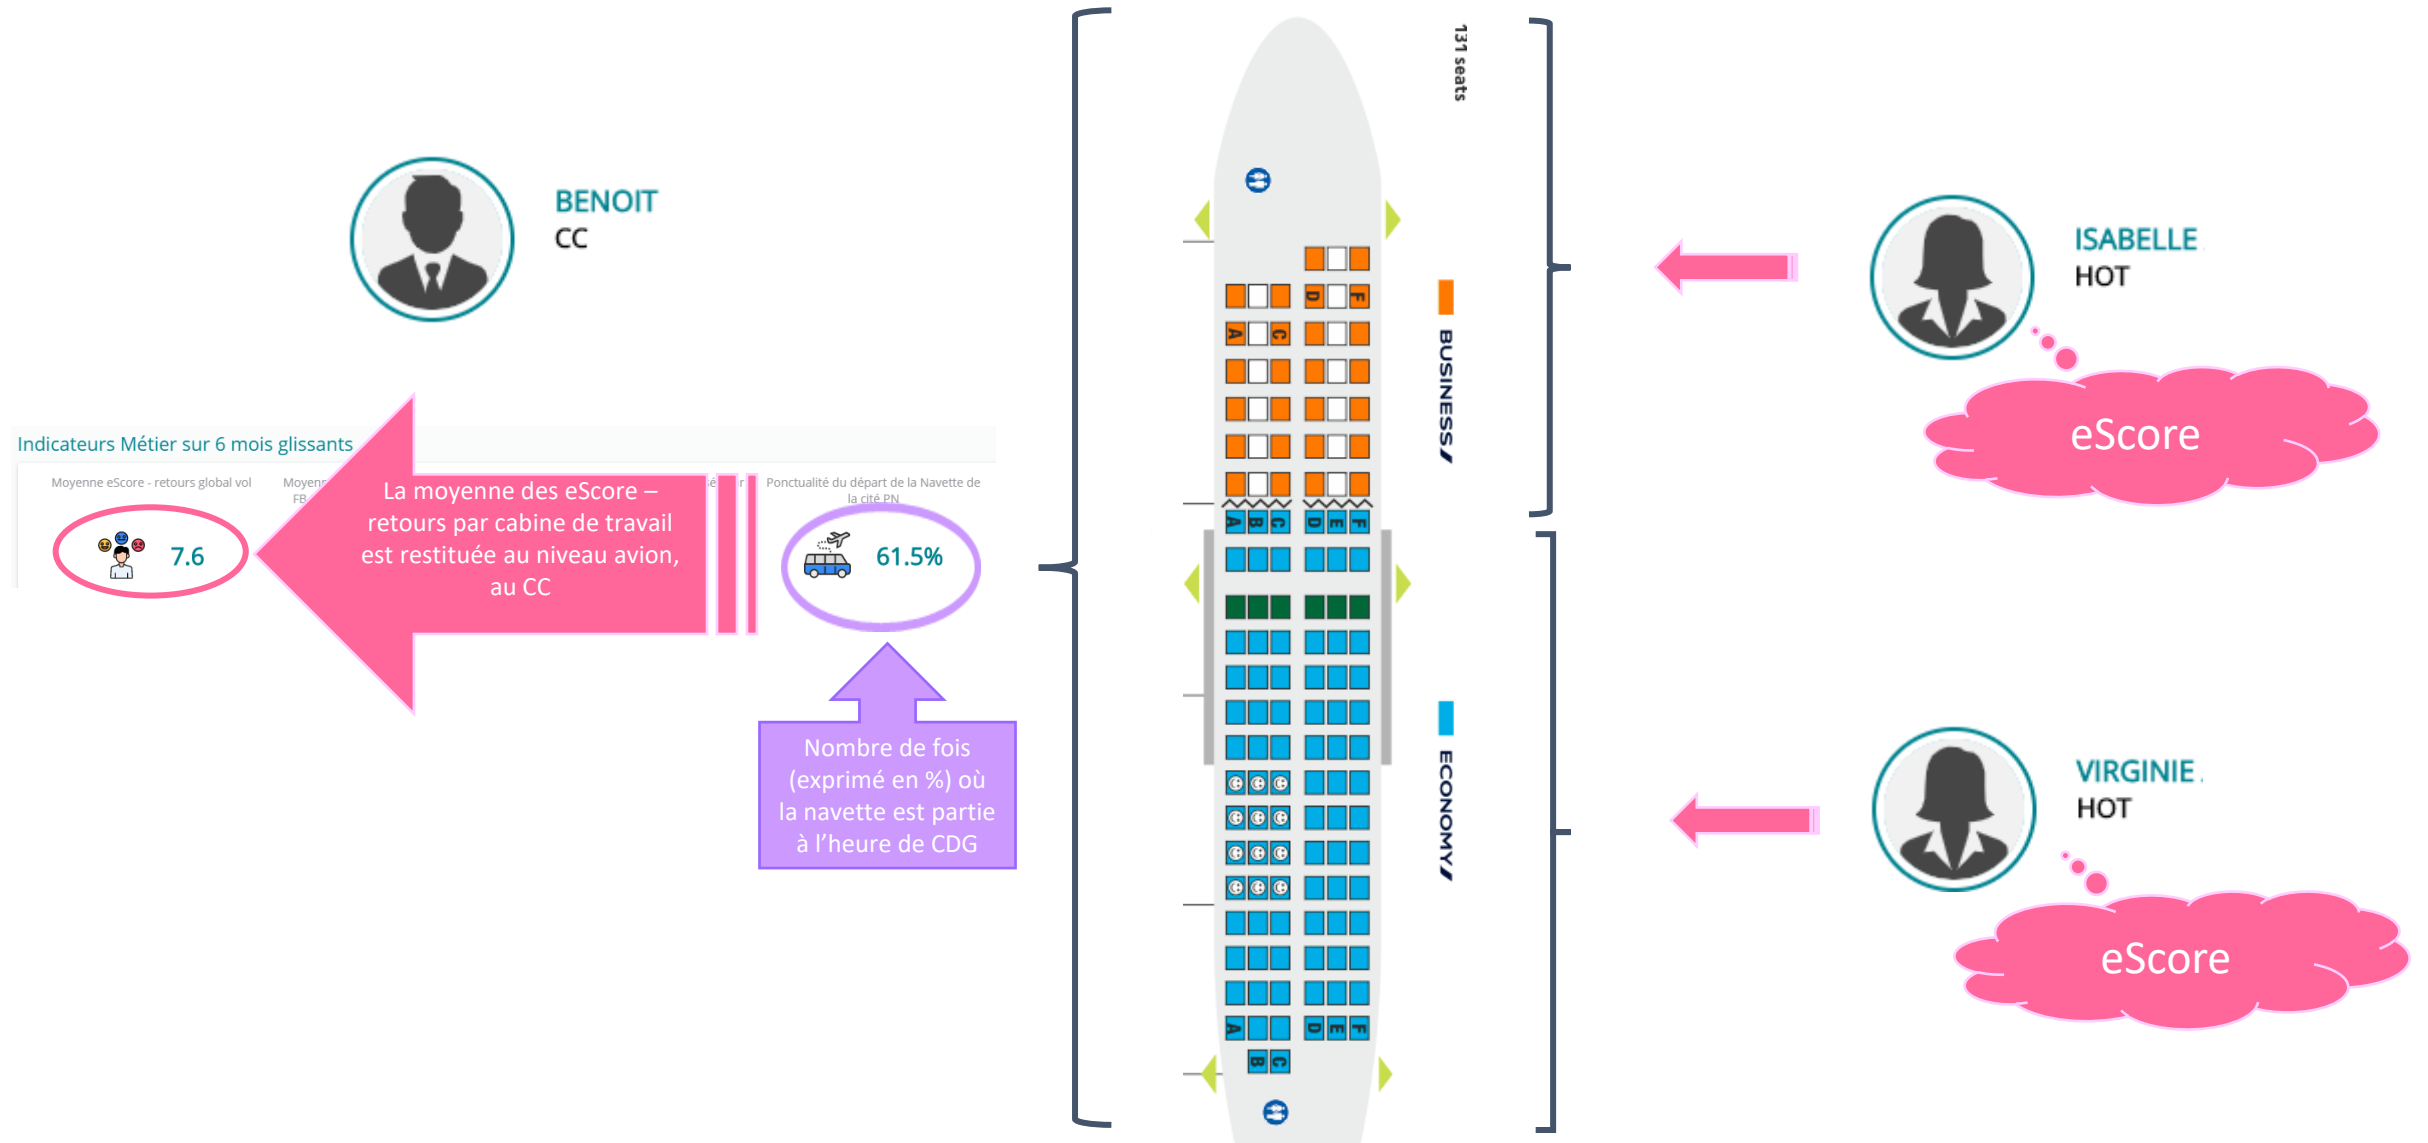 131 seats
BENOIT
CC
ISABELLE
HOT
BUSINESS
eScore
Indicateurs Métier sur 6 mois glissants
Moyenne eScore - retours global vol
FB
7.6
La moyenne des eScore –
retours par cabine de travail
est restituée au niveau avion,
au CC
Ponctualité du départ de la Navette de
la cité PN
61.5%
Nombre de fois
(exprimé en %) où
la navette est partie
à l’heure de CDG
D F
A C
A B C D E F
ECONOMY
A D E F
B C
VIRGINIE
HOT
eScore